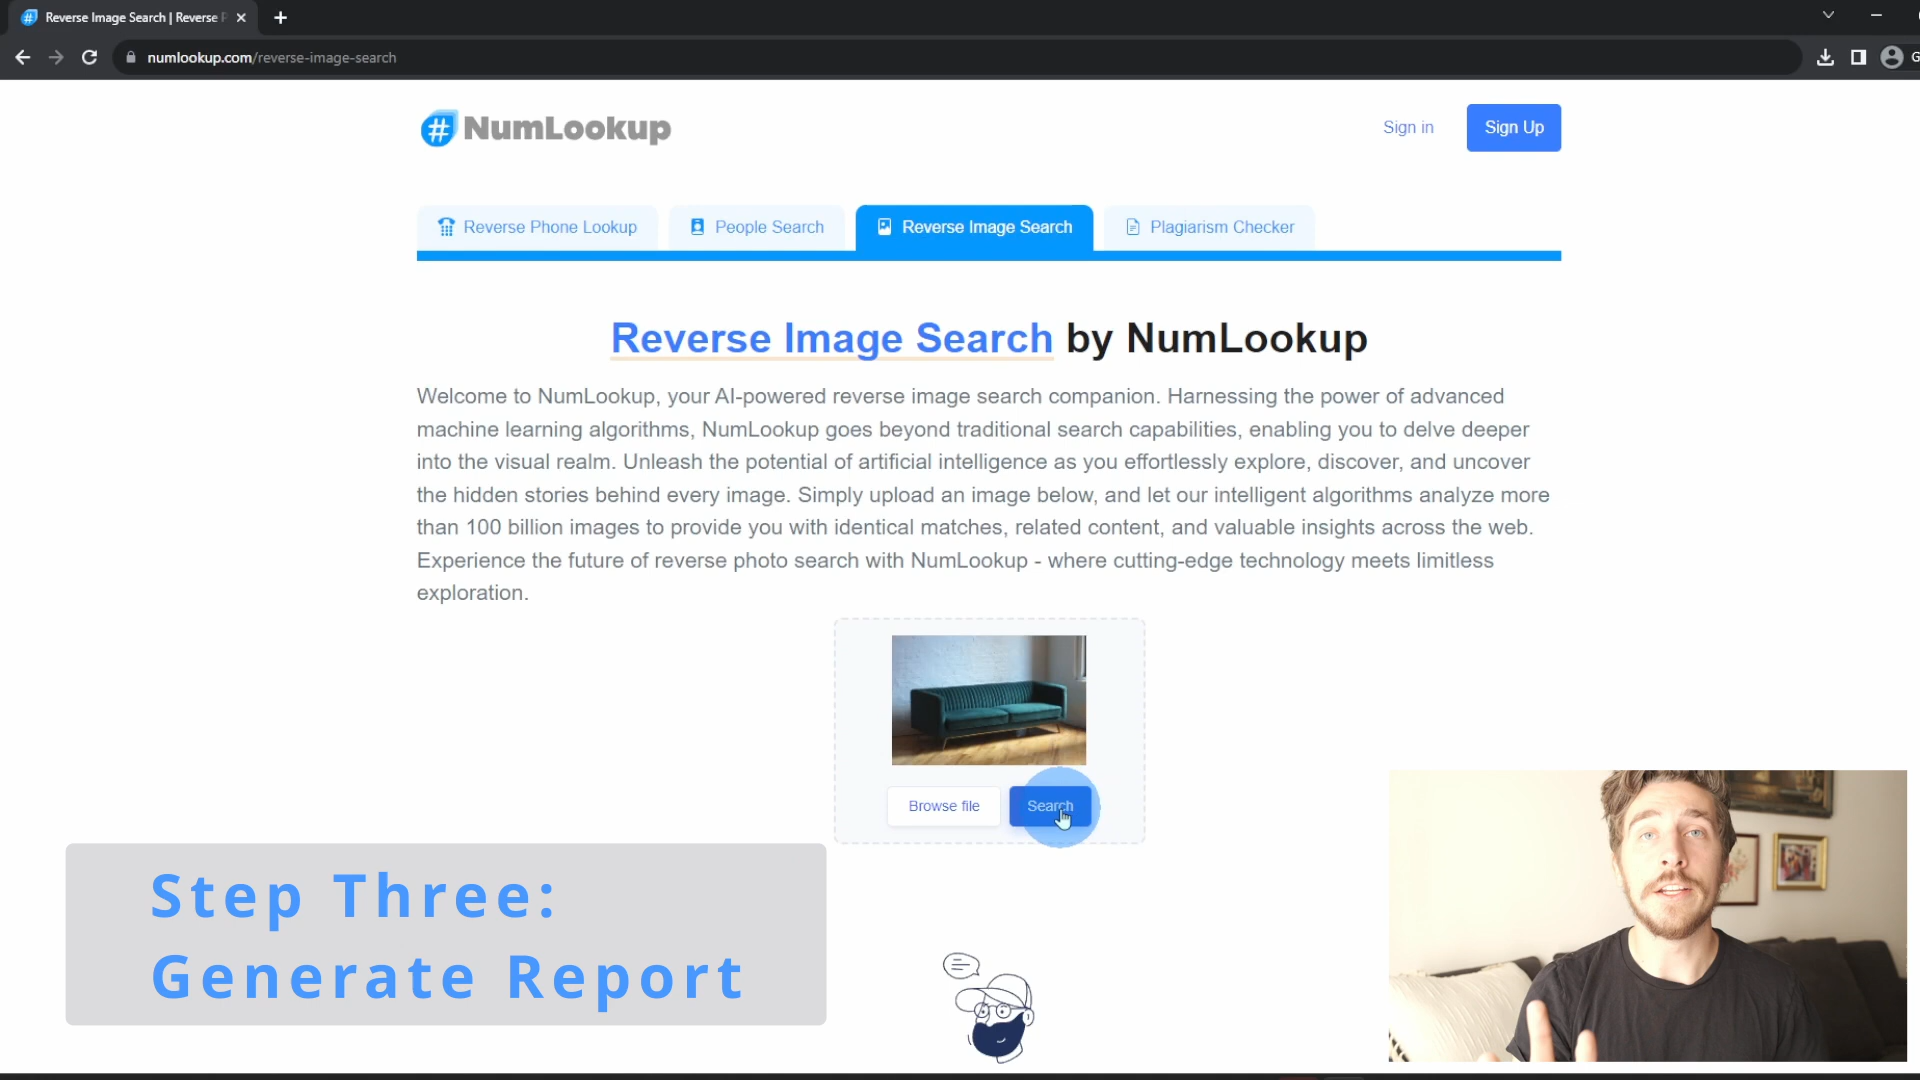 Reverse Image Search | Reverse
numlookup.com/reverse-image-search
G
# NumLookup
Sign in
Sign Up
Reverse Phone Lookup
People Search
Reverse Image Search
Plagiarism Checker
Reverse Image Search by NumLookup
Welcome to NumLookup, your AI-powered reverse image search companion. Harnessing the power of advanced
machine learning algorithms, NumLookup goes beyond traditional search capabilities, enabling you to delve deeper
into the visual realm. Unleash the potential of artificial intelligence as you effortlessly explore, discover, and uncover
the hidden stories behind every image. Simply upload an image below, and let our intelligent algorithms analyze more
than 100 billion images to provide you with identical matches, related content, and valuable insights across the web.
Experience the future of reverse photo search with NumLookup - where cutting-edge technology meets limitless
exploration.
Browse file
Search
Step Three:
Generate Report